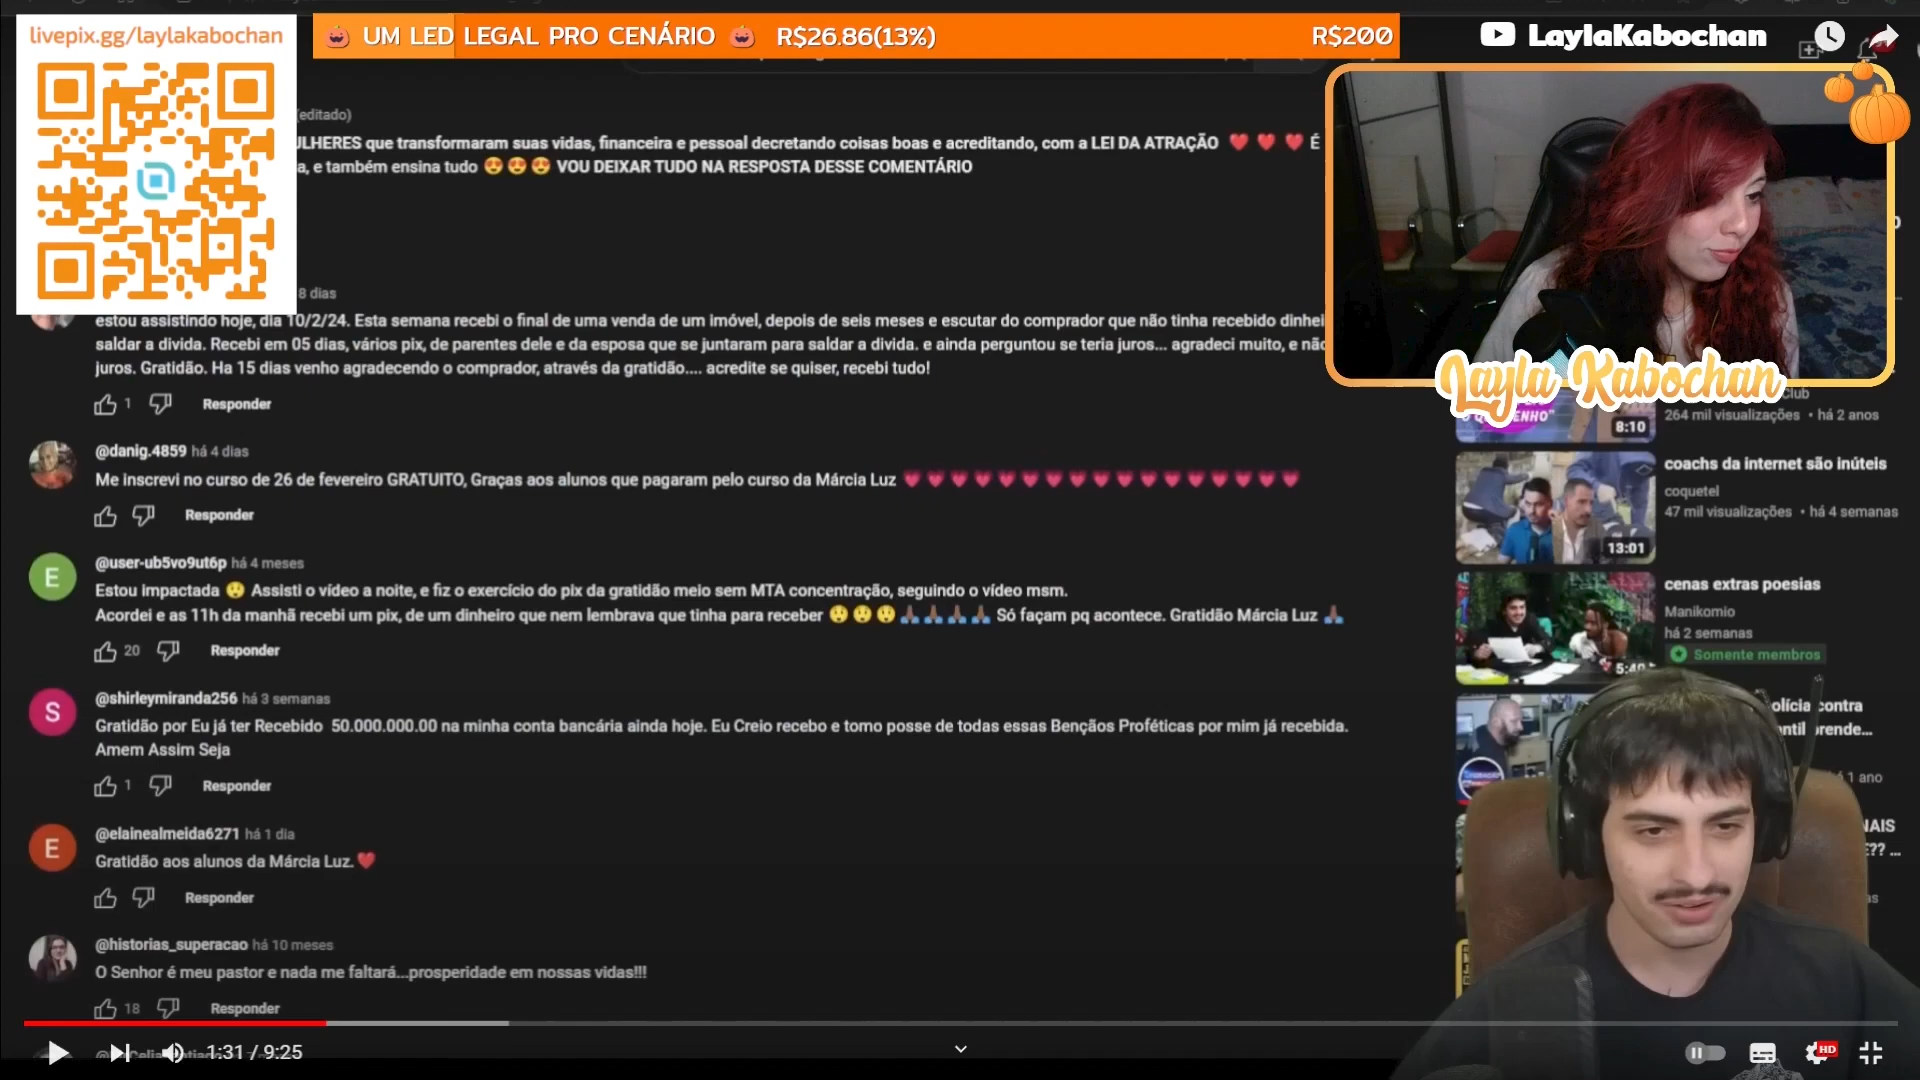 livepix.gg/laylakabochan
UM LED LEGAL PRO CENÁRIO R$26.86(13%) R$200
LaylaKabochan
(editado)
ULHERES que transformaram suas vidas, financeira e pessoal decretando coisas boas e acreditando, com a LEI DA ATRAÇÃO ❤️ ❤️ ❤️ É
a, e também ensina tudo 😍😍😍 VOU DEIXAR TUDO NA RESPOSTA DESSE COMENTÁRIO
8 dias
estou assistindo hoje, dia 10/2/24. Esta semana recebi o final de uma venda de um imóvel, depois de seis meses e escutar do comprador que não tinha recebido dinhei
saldar a divida. Recebi em 05 dias, vários pix, de parentes dele e da esposa que se juntaram para saldar a divida. e ainda perguntou se teria juros... agradeci muito, e não
juros. Gratidão. Ha 15 dias venho agradecendo o comprador, através da gratidão.... acredite se quiser, recebi tudo!
1 Responder
Layla Kabochan
Club
264 mil visualizações • há 2 anos
8:10
@danig.4859 há 4 dias
Me inscrevi no curso de 26 de fevereiro GRATUITO, Graças aos alunos que pagaram pelo curso da Márcia Luz 💗💗💗💗💗💗💗💗💗💗💗💗💗💗💗💗💗
Responder
coachs da internet são inúteis
coquetel
47 mil visualizações • há 4 semanas
13:01
@user-ub5vo9ut6p há 4 meses
Estou impactada 😲 Assisti o vídeo a noite, e fiz o exercício do pix da gratidão meio sem MTA concentração, seguindo o vídeo msm.
Acordei e as 11h da manhã recebi um pix, de um dinheiro que nem lembrava que tinha para receber 😲😲😲🙏🏽🙏🏽🙏🏽🙏🏽 Só façam pq acontece. Gratidão Márcia Luz 🙏🏽
20 Responder
E
cenas extras poesias
Manikomio
há 2 semanas
Somente membros
5:40
@shirleymiranda256 há 3 semanas
Gratidão por Eu já ter Recebido 50.000.000.00 na minha conta bancária ainda hoje. Eu Creio recebo e tomo posse de todas essas Bençãos Proféticas por mim já recebida.
Amem Assim Seja
1 Responder
S
olícia contra
ntil prende...
1 ano
@elainealmeida6271 há 1 dia
Gratidão aos alunos da Márcia Luz.❤️
Responder
E
@historias_superacao há 10 meses
O Senhor é meu pastor e nada me faltará...prosperidade em nossas vidas!!!
18 Responder
1:31 / 9:25
HD